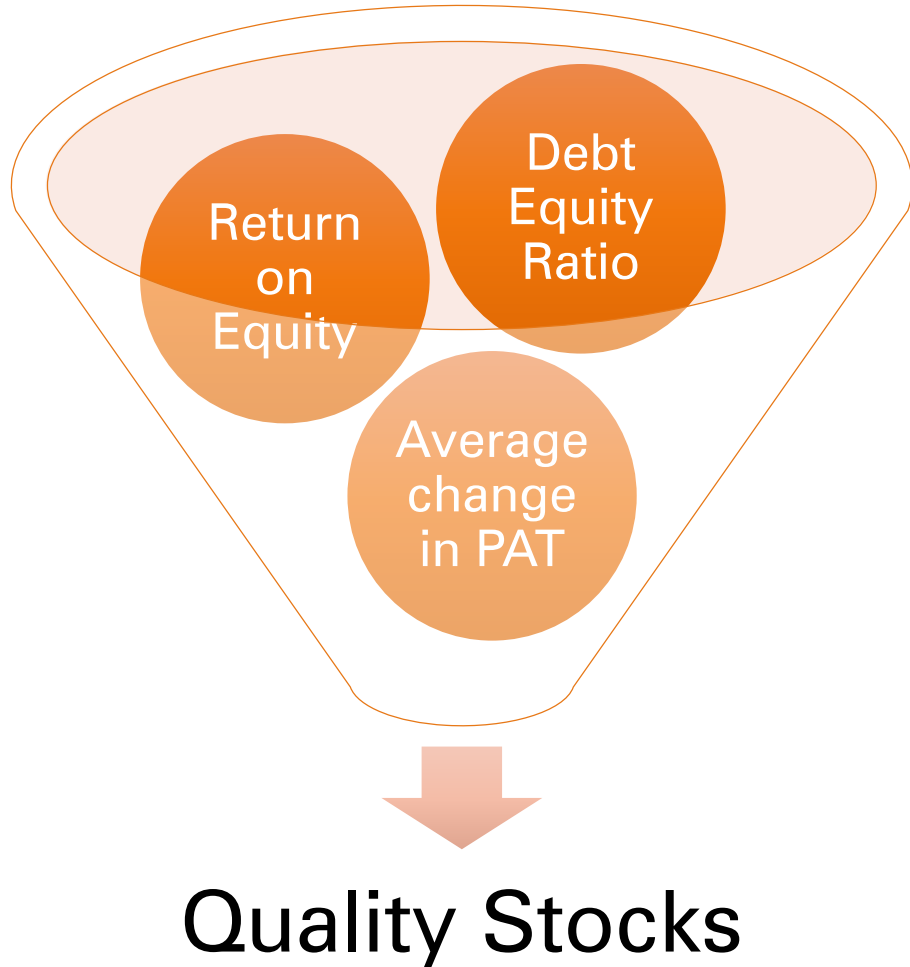 Return
on
Equity
Debt
Equity
Ratio
Average
change
in PAT
Quality Stocks